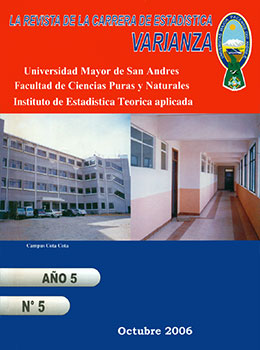 LA REVISTA DE LA CARRERA DE ESTADISTICA
VARIANZA
Universidad Mayor de San Andres
Facultad de Ciencias Puras y Naturales
Instituto de Estadistica Teorica aplicada
Campus Cota Cota
AÑO 5
N° 5
Octubre 2006